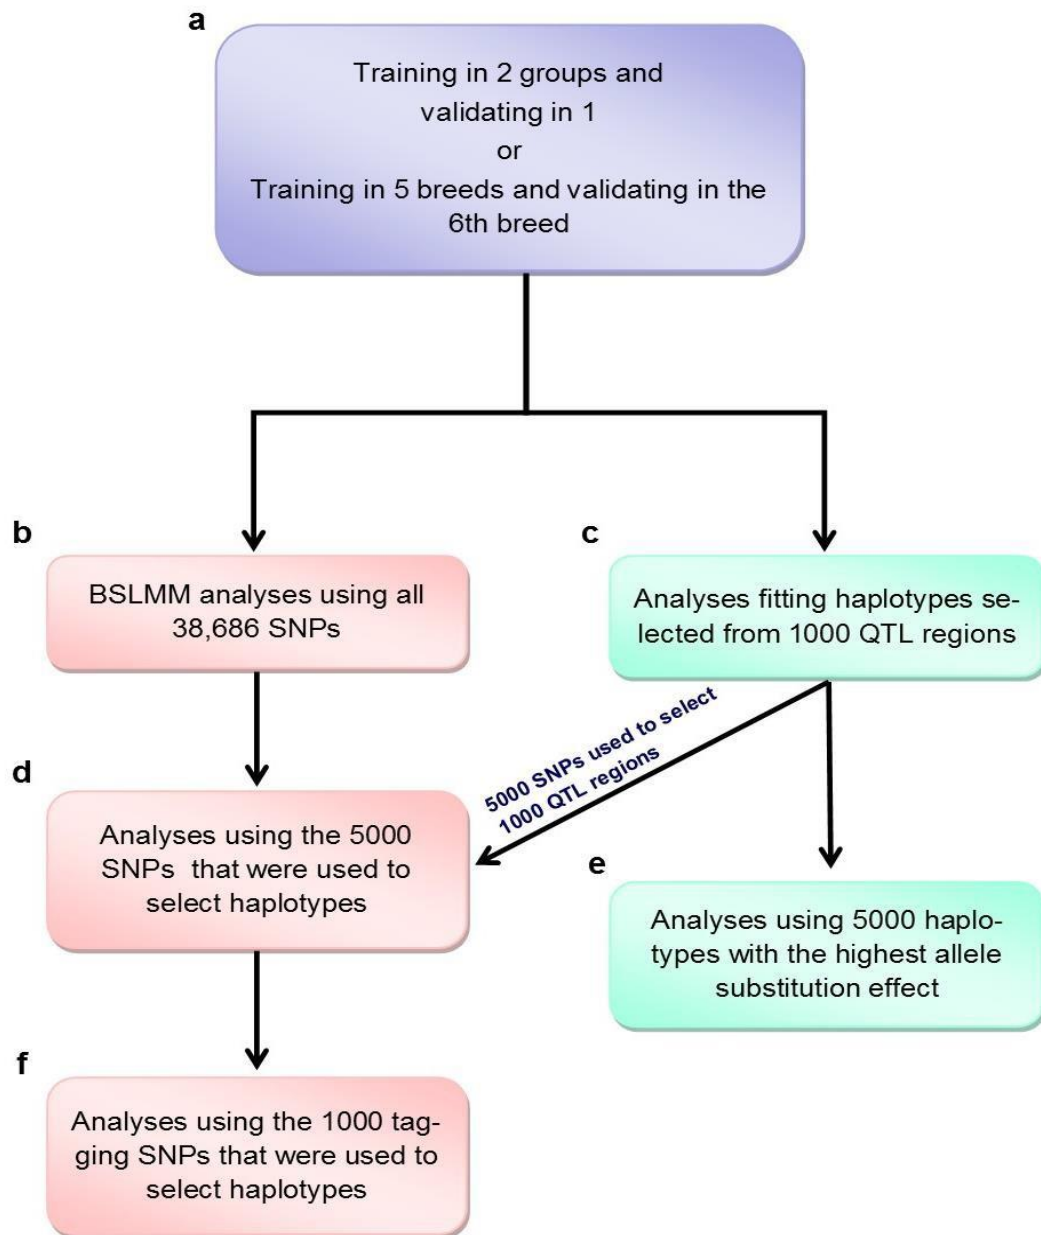 a
Training in 2 groups and
validating in 1
or
Training in 5 breeds and validating in the
6th breed
b
BSLMM analyses using all
38,686 SNPs
c
Analyses fitting haplotypes se-
lected from 1000 QTL regions
5000 SNPs used to select
1000 QTL regions
d
Analyses using the 5000
SNPs that were used to
select haplotypes
e
Analyses using 5000 haplo-
types with the highest allele
substitution effect
f
Analyses using the 1000 tag-
ging SNPs that were used to
select haplotypes